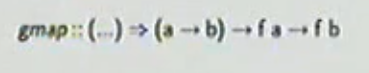 gmap :: (...) ⇒ (a → b) → f a → f b